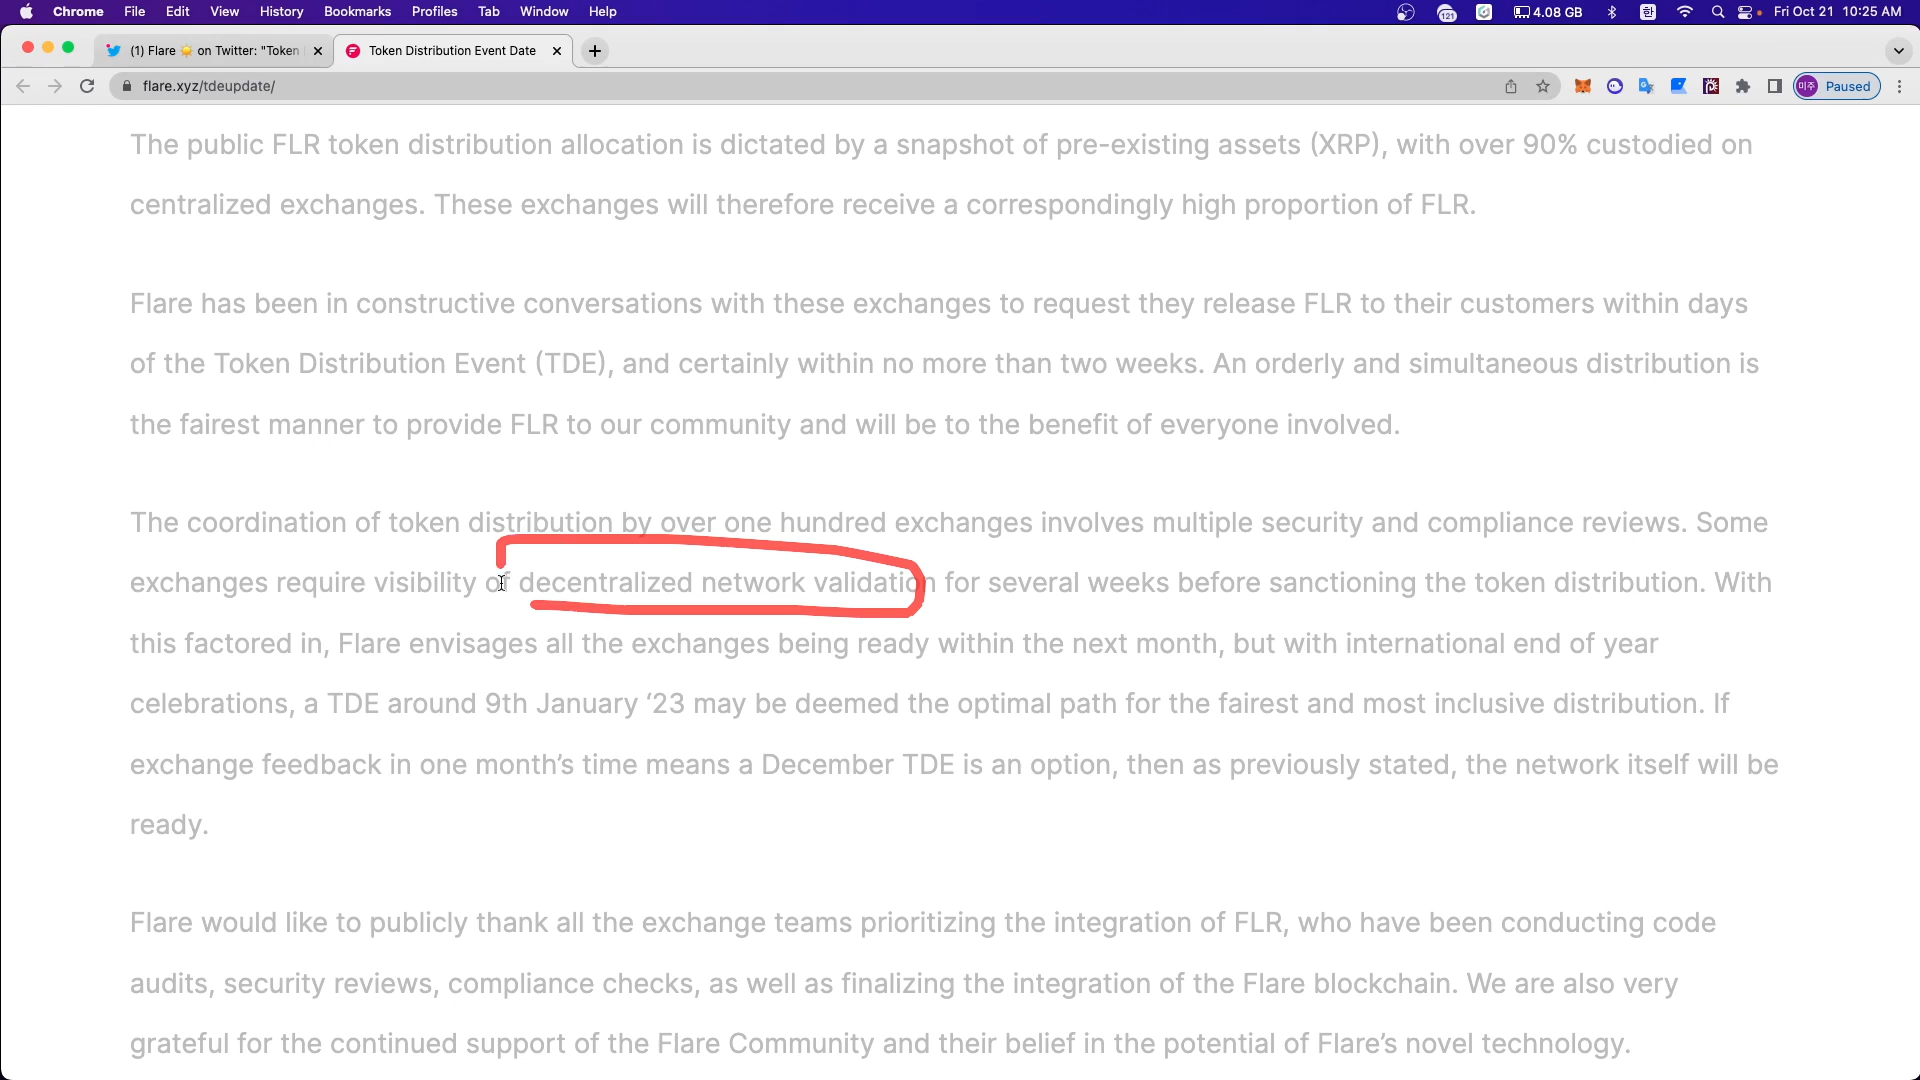 Chrome File Edit View History Bookmarks Profiles Tab Window Help 121 4.08 GB 한 Fri Oct 21 10:25 AM
(1) Flare ☀️ on Twitter: "Token Token Distribution Event Date
flare.xyz/tdeupdate/ 미주 Paused
The public FLR token distribution allocation is dictated by a snapshot of pre-existing assets (XRP), with over 90% custodied on
centralized exchanges. These exchanges will therefore receive a correspondingly high proportion of FLR.
Flare has been in constructive conversations with these exchanges to request they release FLR to their customers within days
of the Token Distribution Event (TDE), and certainly within no more than two weeks. An orderly and simultaneous distribution is
the fairest manner to provide FLR to our community and will be to the benefit of everyone involved.
The coordination of token distribution by over one hundred exchanges involves multiple security and compliance reviews. Some
exchanges require visibility of decentralized network validation for several weeks before sanctioning the token distribution. With
this factored in, Flare envisages all the exchanges being ready within the next month, but with international end of year
celebrations, a TDE around 9th January ‘23 may be deemed the optimal path for the fairest and most inclusive distribution. If
exchange feedback in one month’s time means a December TDE is an option, then as previously stated, the network itself will be
ready.
Flare would like to publicly thank all the exchange teams prioritizing the integration of FLR, who have been conducting code
audits, security reviews, compliance checks, as well as finalizing the integration of the Flare blockchain. We are also very
grateful for the continued support of the Flare Community and their belief in the potential of Flare’s novel technology.